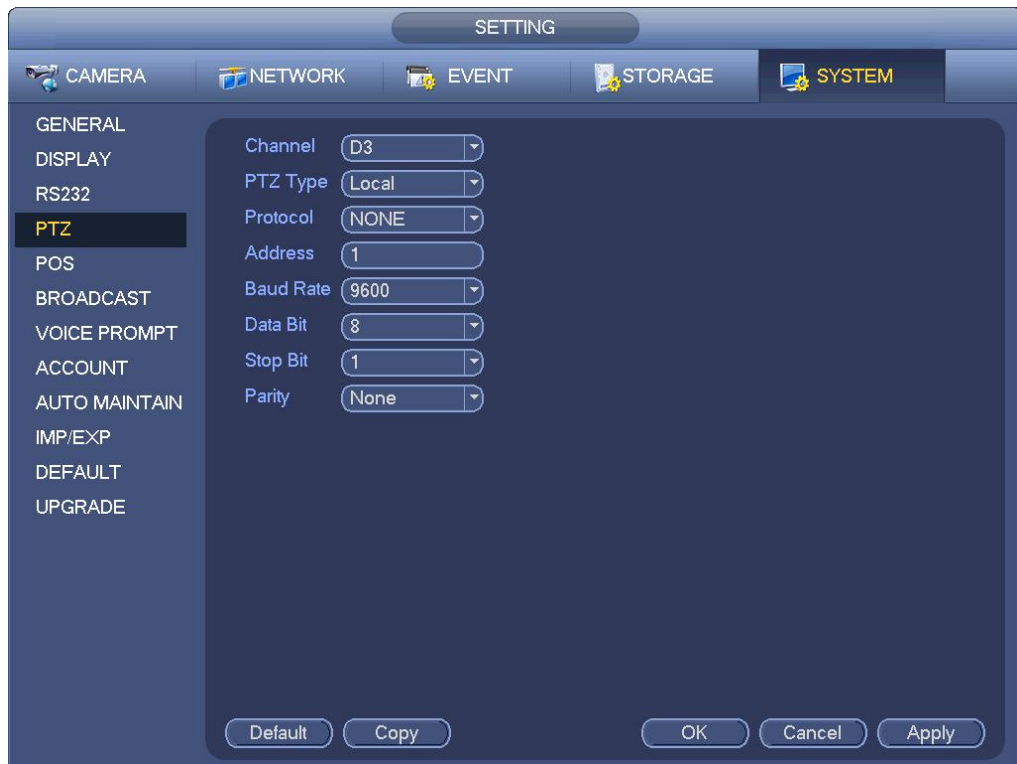 SETTING
CAMERA NETWORK EVENT STORAGE SYSTEM
GENERAL
DISPLAY
RS232
PTZ
POS
BROADCAST
VOICE PROMPT
ACCOUNT
AUTO MAINTAIN
IMP/EXP
DEFAULT
UPGRADE
Channel D3
PTZ Type Local
Protocol NONE
Address 1
Baud Rate 9600
Data Bit 8
Stop Bit 1
Parity None
Default Copy OK Cancel Apply